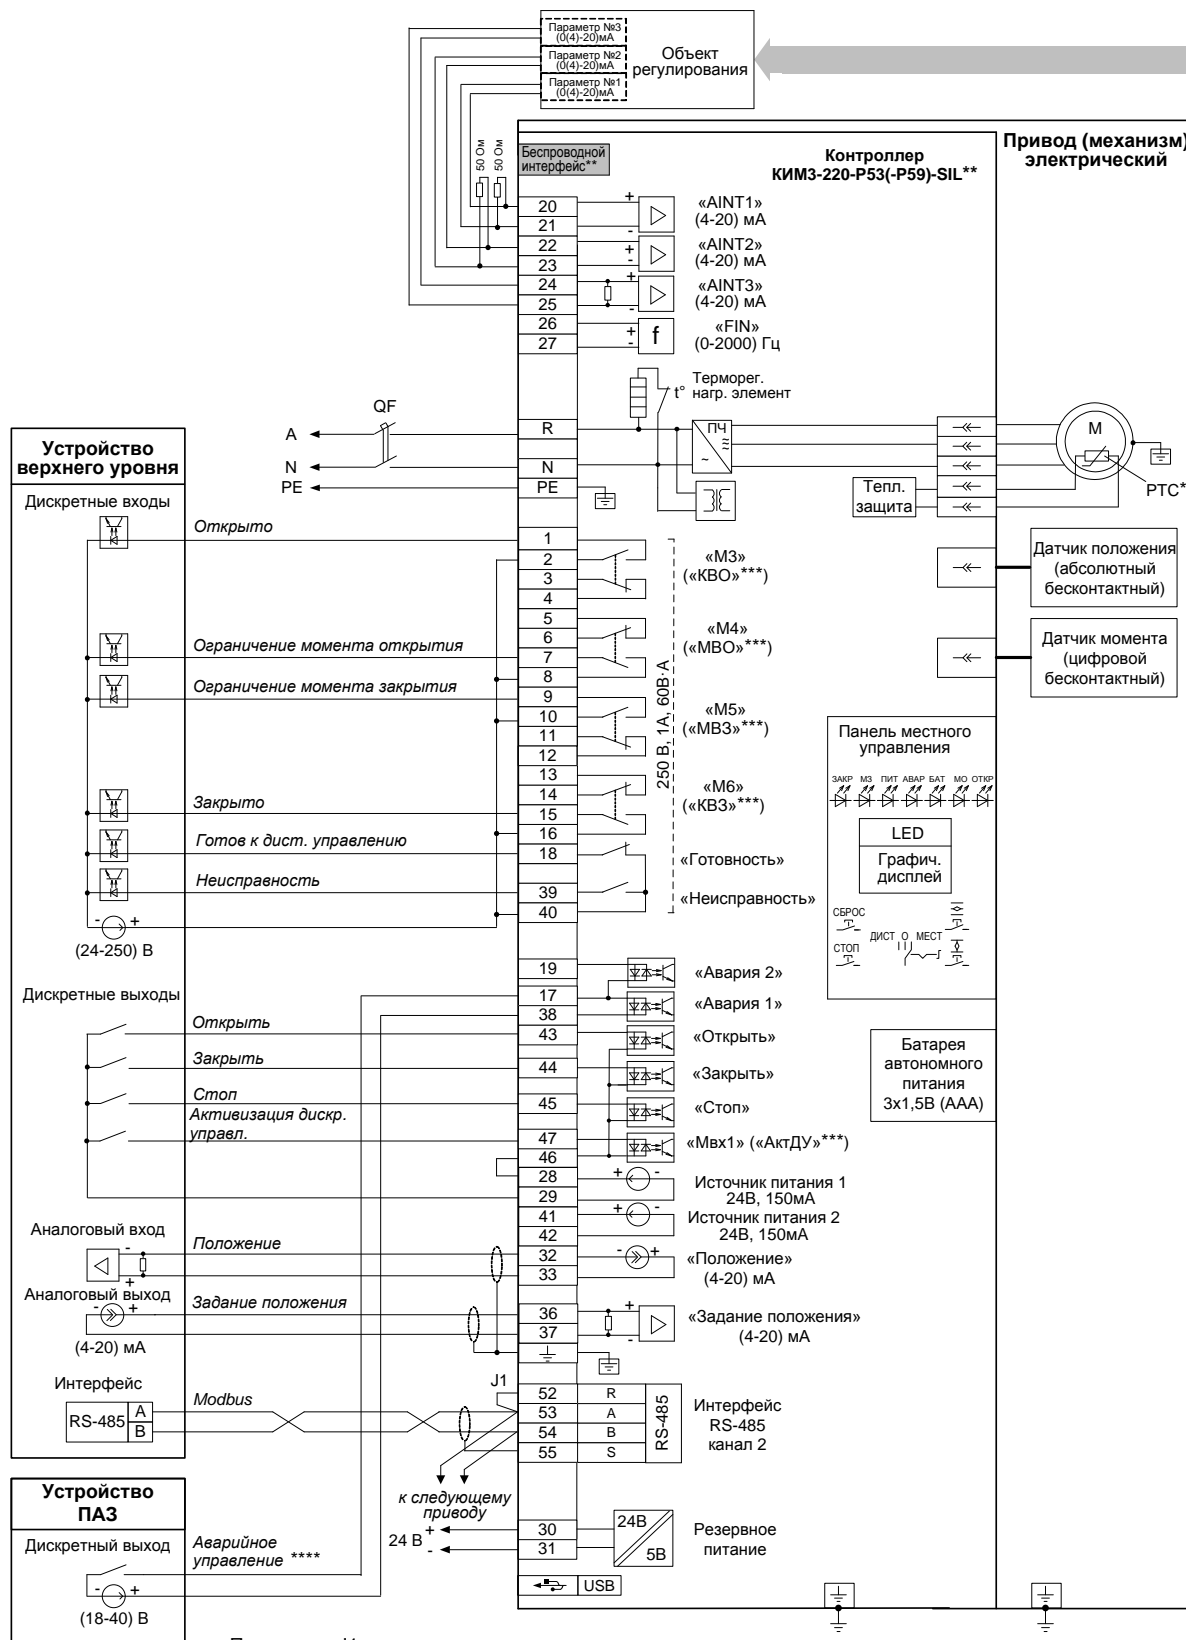 Параметр №3
(0(4)-20)мА
Параметр №2
(0(4)-20)мА
Параметр №1
(0(4)-20)мА
Объект
регулирования
50 Ом
50 Ом
Беспроводной
интерфейс**
Контроллер
КИМ3-220-Р53(-Р59)-SIL**
Привод (механизм)
электрический
20
21
22
23
24
25
26
27
+
-
«AINT1»
(4-20) мА
+
-
«AINT2»
(4-20) мА
+
-
«AINT3»
(4-20) мА
+
-
f
«FIN»
(0-2000) Гц
t°
Терморег.
нагр. элемент
QF
A
N
PE
R
N
PE
ПЧ
≈
~
Тепл.
защита
М
РТС*
Датчик положения
(абсолютный
бесконтактный)
Датчик момента
(цифровой
бесконтактный)
Устройство
верхнего уровня
Дискретные входы
Открыто
Ограничение момента открытия
Ограничение момента закрытия
Закрыто
Готов к дист. управлению
Неисправность
- +
(24-250) В
1
2
3
4
5
6
7
8
9
10
11
12
13
14
15
16
18
39
40
«М3»
(«КВО»***)
«М4»
(«МВО»***)
«М5»
(«МВЗ»***)
«М6»
(«КВЗ»***)
«Готовность»
«Неисправность»
250 В, 1А, 60В·А
Панель местного
управления
ЗАКР МЗ ПИТ АВАР БАТ МО ОТКР
LED
Графич.
дисплей
СБРОС
СТОП
ДИСТ О МЕСТ
Батарея
автономного
питания
3х1,5В (ААА)
Дискретные выходы
Открыть
Закрыть
Стоп
Активизация дискр.
управл.
19
17
38
43
44
45
47
46
28
29
41
42
32
33
36
37
«Авария 2»
«Авария 1»
«Открыть»
«Закрыть»
«Стоп»
«Мвх1» («АктДУ»***)
+ -
Источник питания 1
24В, 150мА
+ -
Источник питания 2
24В, 150мА
- +
«Положение»
(4-20) мА
+
-
«Задание положения»
(4-20) мА
Аналоговый вход
-
+
Положение
Аналоговый выход
- +
(4-20) мА
Задание положения
Интерфейс
RS-485
A
B
Modbus
J1
52 R
53 A
54 B
55 S
RS-485
Интерфейс
RS-485
канал 2
к следующему
приводу
24 В
+
-
30
31
24В
5В
Резервное
питание
USB
Устройство
ПАЗ
Дискретный выход
Аварийное
управление ****
- +
(18-40) В